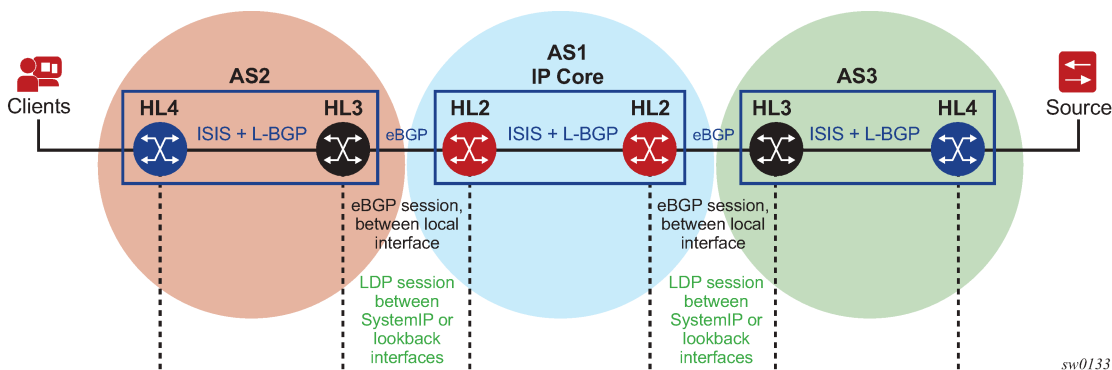 AS1
IP Core
AS2
AS3
Clients
Source
HL4
HL3
HL2
HL2
HL3
HL4
ISIS + L-BGP
eBGP
ISIS + L-BGP
eBGP
ISIS + L-BGP
eBGP session,
between local
interface
eBGP session,
between local
interface
LDP session
between
SystemIP or
lookback
interfaces
LDP session
between
SystemIP or
lookback
interfaces
sw0133